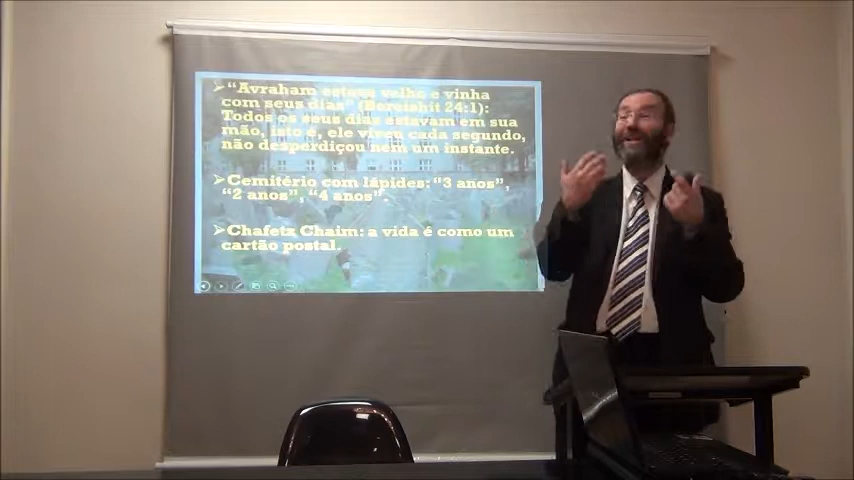 “Avraham estava velho e vinha
com seus dias” (Bereishit 24:1):
Todos os seus dias estavam em sua
mão, isto é, ele viveu cada segundo,
não desperdiçou nem um instante.
Cemitério com lápides: “3 anos”,
“2 anos”, “4 anos”.
Chafetx Chaim: a vida é como um
cartão postal.